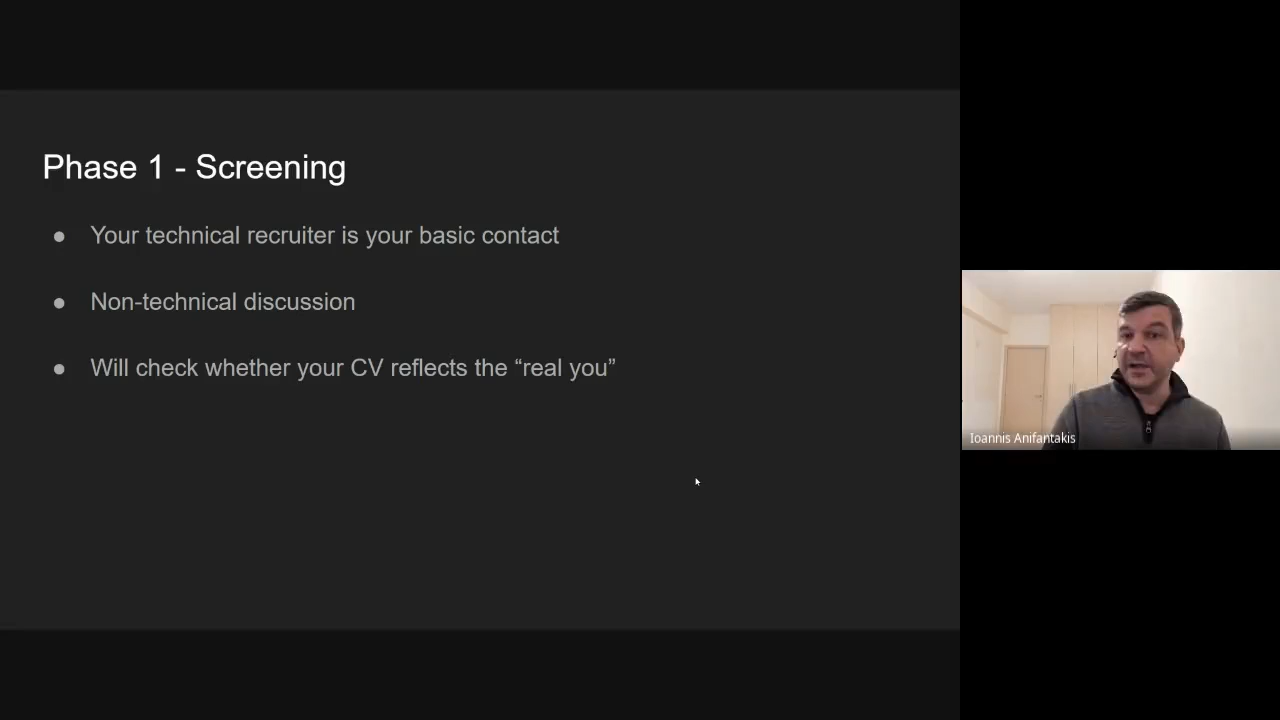 Phase 1 - Screening
● Your technical recruiter is your basic contact
● Non-technical discussion
● Will check whether your CV reflects the “real you”
Ioannis Anifantakis